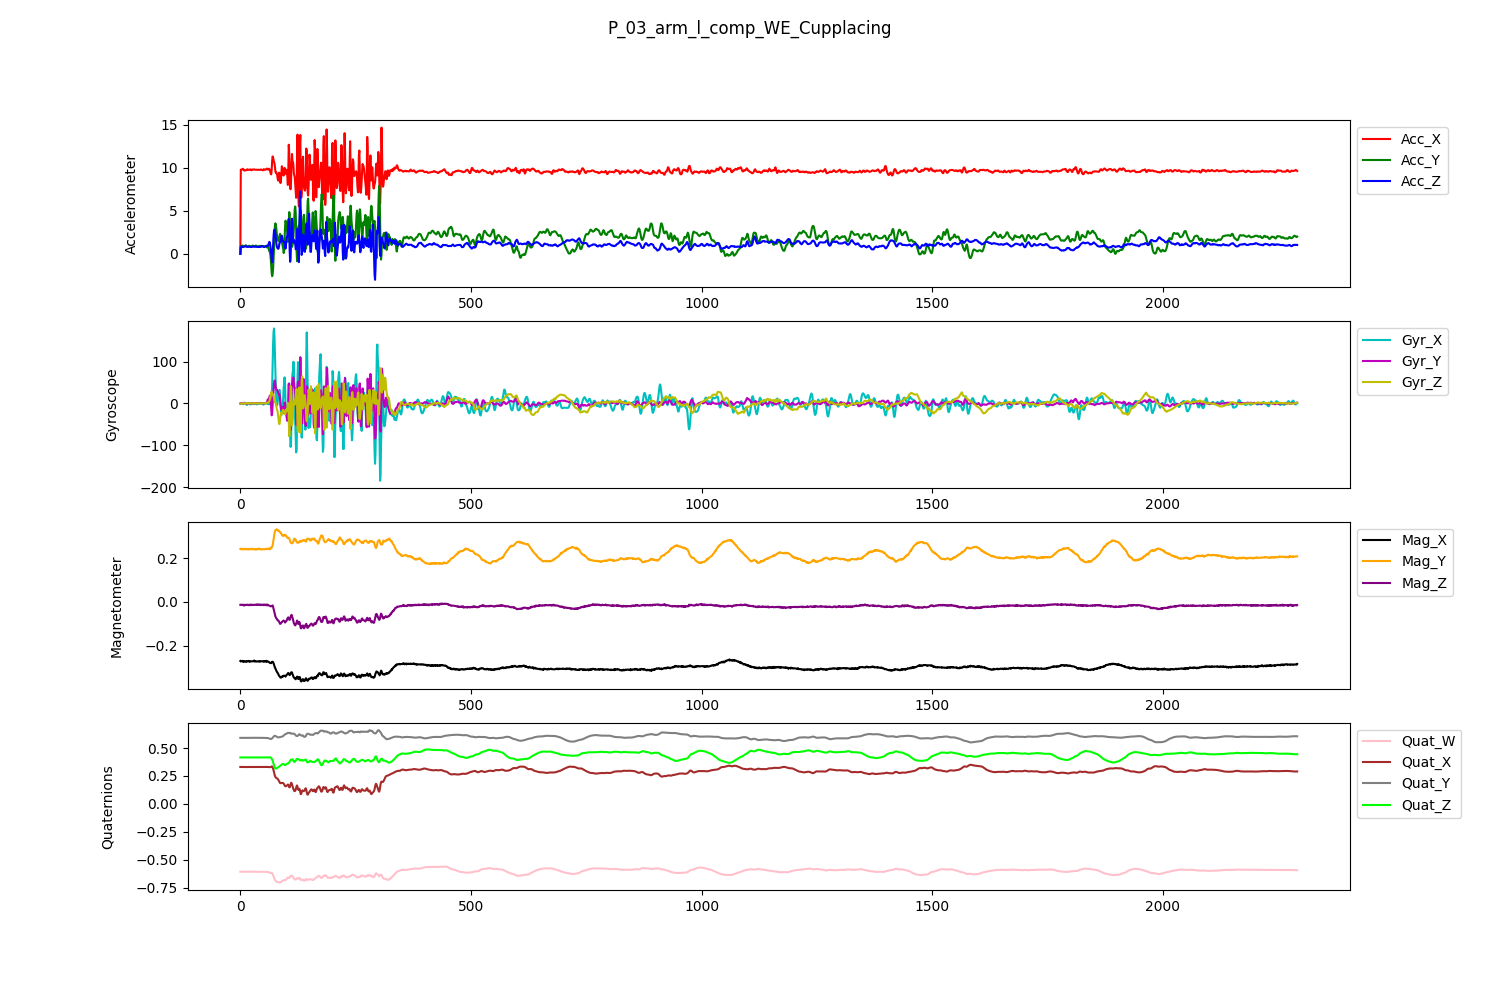 P_03_arm_l_comp_WE_Cupplacing
Accelerometer
15
10
5
0
0 500 1000 1500 2000
Acc_X
Acc_Y
Acc_Z
Gyroscope
100
0
−100
−200
0 500 1000 1500 2000
Gyr_X
Gyr_Y
Gyr_Z
Magnetometer
0.2
0.0
−0.2
0 500 1000 1500 2000
Mag_X
Mag_Y
Mag_Z
Quaternions
0.50
0.25
0.00
−0.25
−0.50
−0.75
0 500 1000 1500 2000
Quat_W
Quat_X
Quat_Y
Quat_Z